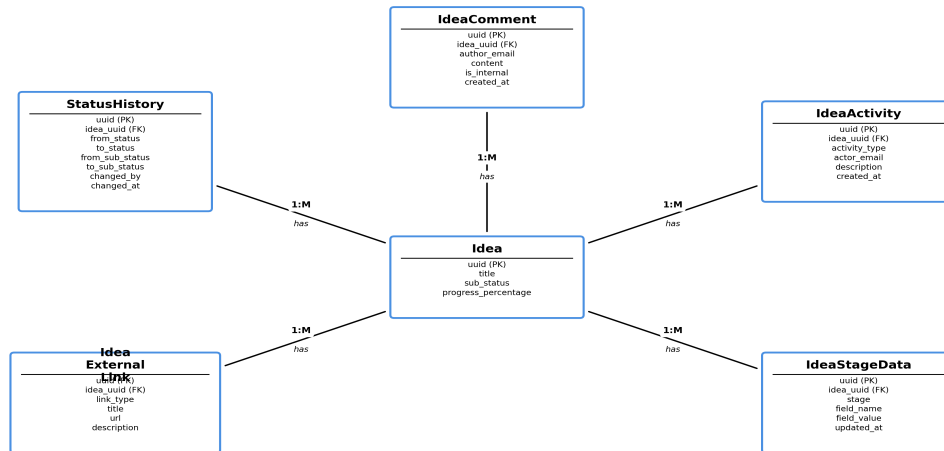 IdeaComment
uuid (PK)
idea_uuid (FK)
author_email
content
is_internal
created_at
StatusHistory
uuid (PK)
idea_uuid (FK)
from_status
to_status
from_sub_status
to_sub_status
changed_by
changed_at
IdeaActivity
uuid (PK)
idea_uuid (FK)
activity_type
actor_email
description
created_at
1:M
has
1:M
has
1:M
has
Idea
uuid (PK)
title
sub_status
progress_percentage
1:M
has
1:M
has
Idea
External
Link
uuid (PK)
idea_uuid (FK)
link_type
title
url
description
IdeaStageData
uuid (PK)
idea_uuid (FK)
stage
field_name
field_value
updated_at